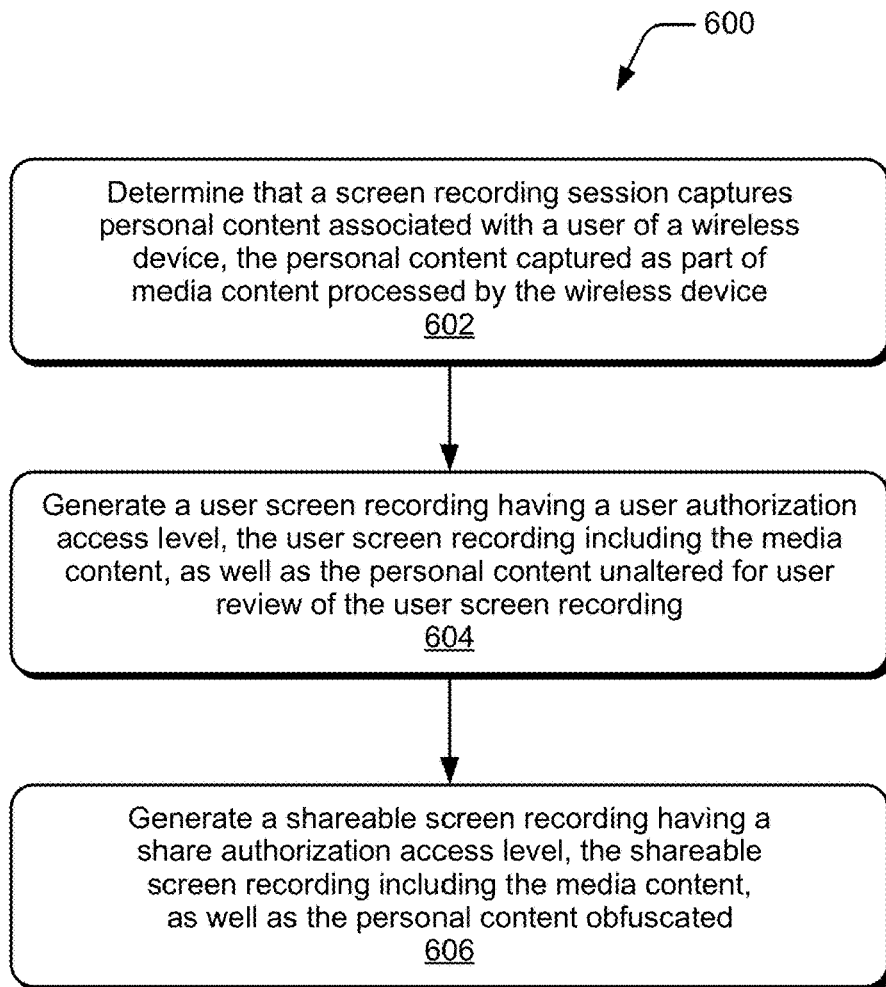 600
Determine that a screen recording session captures
personal content associated with a user of a wireless
device, the personal content captured as part of
media content processed by the wireless device
602
Generate a user screen recording having a user authorization
access level, the user screen recording including the media
content, as well as the personal content unaltered for user
review of the user screen recording
604
Generate a shareable screen recording having a
share authorization access level, the shareable
screen recording including the media content,
as well as the personal content obfuscated
606